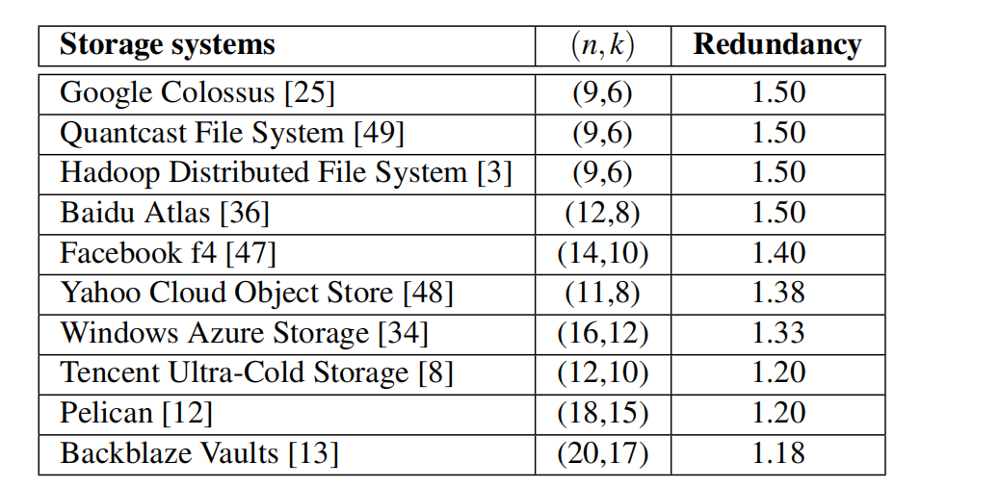 Storage systems (n,k) Redundancy
Google Colossus [25] (9,6) 1.50
Quantcast File System [49] (9,6) 1.50
Hadoop Distributed File System [3] (9,6) 1.50
Baidu Atlas [36] (12,8) 1.50
Facebook f4 [47] (14,10) 1.40
Yahoo Cloud Object Store [48] (11,8) 1.38
Windows Azure Storage [34] (16,12) 1.33
Tencent Ultra-Cold Storage [8] (12,10) 1.20
Pelican [12] (18,15) 1.20
Backblaze Vaults [13] (20,17) 1.18